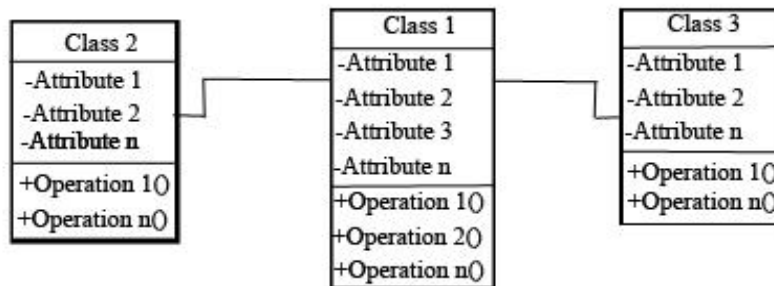 Class 2
-Attribute 1
-Attribute 2
-Attribute n
+Operation 1()
+Operation n()
Class 1
-Attribute 1
-Attribute 2
-Attribute 3
-Attribute n
+Operation 1()
+Operation 2()
+Operation n()
Class 3
-Attribute 1
-Attribute 2
-Attribute n
+Operation 1()
+Operation n()